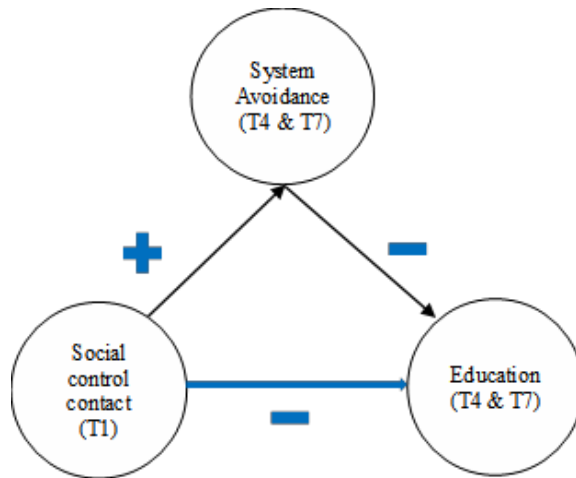 System
Avoidance
(T4 & T7)
+
−
Social
control
contact
(T1)
Education
(T4 & T7)
−